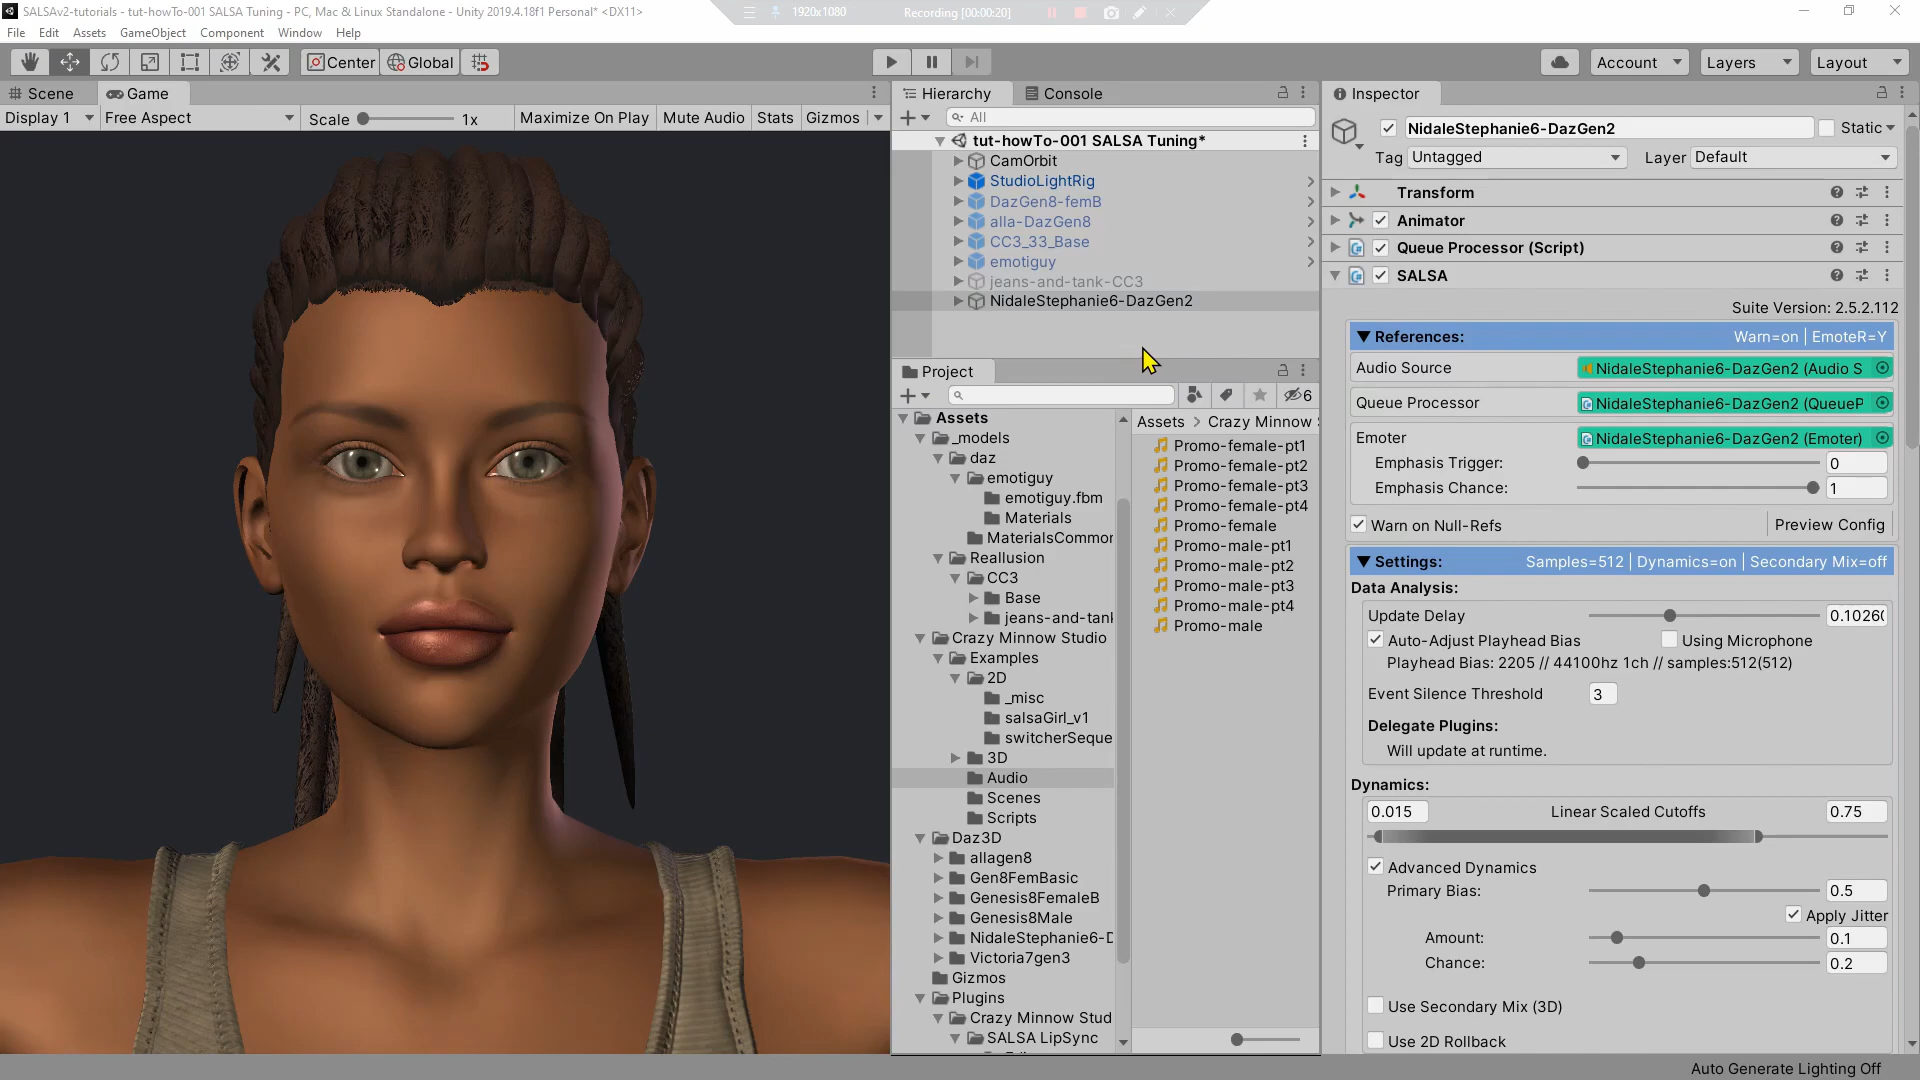 SALSAv2-tutorials - tut-howTo-001 SALSA Tuning - PC, Mac & Linux Standalone - Unity 2019.4.18f1 Personal* <DX11>
1920x1080
Recording [00:00:20]
File Edit Assets GameObject Component Window Help
Center Global
Account Layers Layout
Scene Game
Display 1 Free Aspect Scale 1x Maximize On Play Mute Audio Stats Gizmos
Hierarchy Console
All
tut-howTo-001 SALSA Tuning*
CamOrbit
StudioLightRig
DazGen8-femB
alla-DazGen8
CC3_33_Base
emotiguy
jeans-and-tank-CC3
NidaleStephanie6-DazGen2
Project
6
Assets
_models
daz
emotiguy
emotiguy.fbm
Materials
MaterialsCommor
Reallusion
CC3
Base
jeans-and-tank
Crazy Minnow Studio
Examples
2D
_misc
salsaGirl_v1
switcherSeque
3D
Audio
Scenes
Scripts
Daz3D
allagen8
Gen8FemBasic
Genesis8FemaleB
Genesis8Male
NidaleStephanie6-D
Victoria7gen3
Gizmos
Plugins
Crazy Minnow Stud
SALSA LipSync
Assets > Crazy Minnow
Promo-female-pt1
Promo-female-pt2
Promo-female-pt3
Promo-female-pt4
Promo-female
Promo-male-pt1
Promo-male-pt2
Promo-male-pt3
Promo-male-pt4
Promo-male
Inspector
NidaleStephanie6-DazGen2 Static
Tag Untagged Layer Default
Transform
Animator
Queue Processor (Script)
SALSA
Suite Version: 2.5.2.112
References: Warn=on | EmoteR=Y
Audio Source NidaleStephanie6-DazGen2 (Audio S
Queue Processor NidaleStephanie6-DazGen2 (QueueP
Emoter NidaleStephanie6-DazGen2 (Emoter)
Emphasis Trigger: 0
Emphasis Chance: 1
Warn on Null-Refs Preview Config
Settings: Samples=512 | Dynamics=on | Secondary Mix=off
Data Analysis:
Update Delay 0.1026
Auto-Adjust Playhead Bias Using Microphone
Playhead Bias: 2205 // 44100hz 1ch // samples:512(512)
Event Silence Threshold 3
Delegate Plugins:
Will update at runtime.
Dynamics:
0.015 Linear Scaled Cutoffs 0.75
Advanced Dynamics
Primary Bias: 0.5
Apply Jitter
Amount: 0.1
Chance: 0.2
Use Secondary Mix (3D)
Use 2D Rollback
Auto Generate Lighting Off